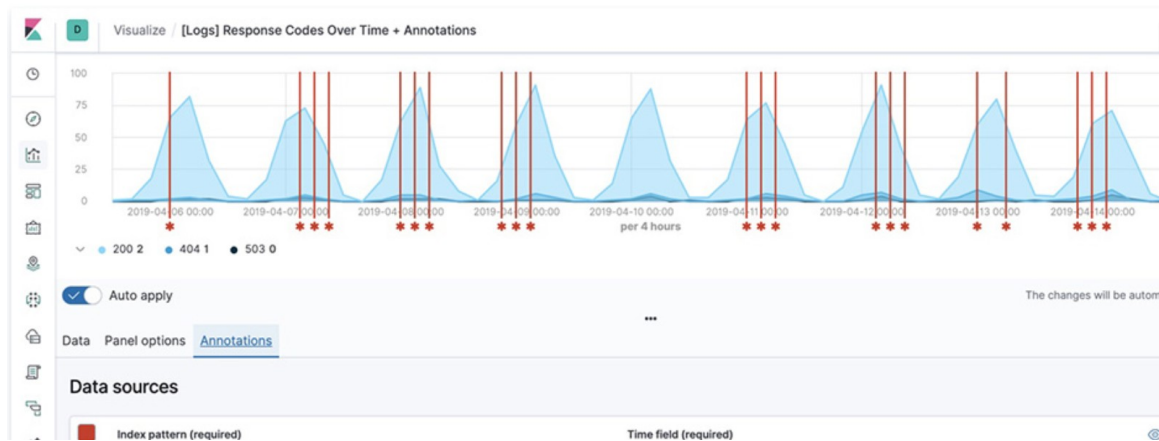 D Visualize / [Logs] Response Codes Over Time + Annotations
100
75
50
25
0
2019-04-06 00:00 2019-04-07 00:00 2019-04-08 00:00 2019-04-09 00:00 2019-04-10 00:00 2019-04-11 00:00 2019-04-12 00:00 2019-04-13 00:00 2019-04-14 00:00
per 4 hours
200 2 404 1 503 0
Auto apply The changes will be autom
Data Panel options Annotations
Data sources
Index pattern (required) Time field (required)